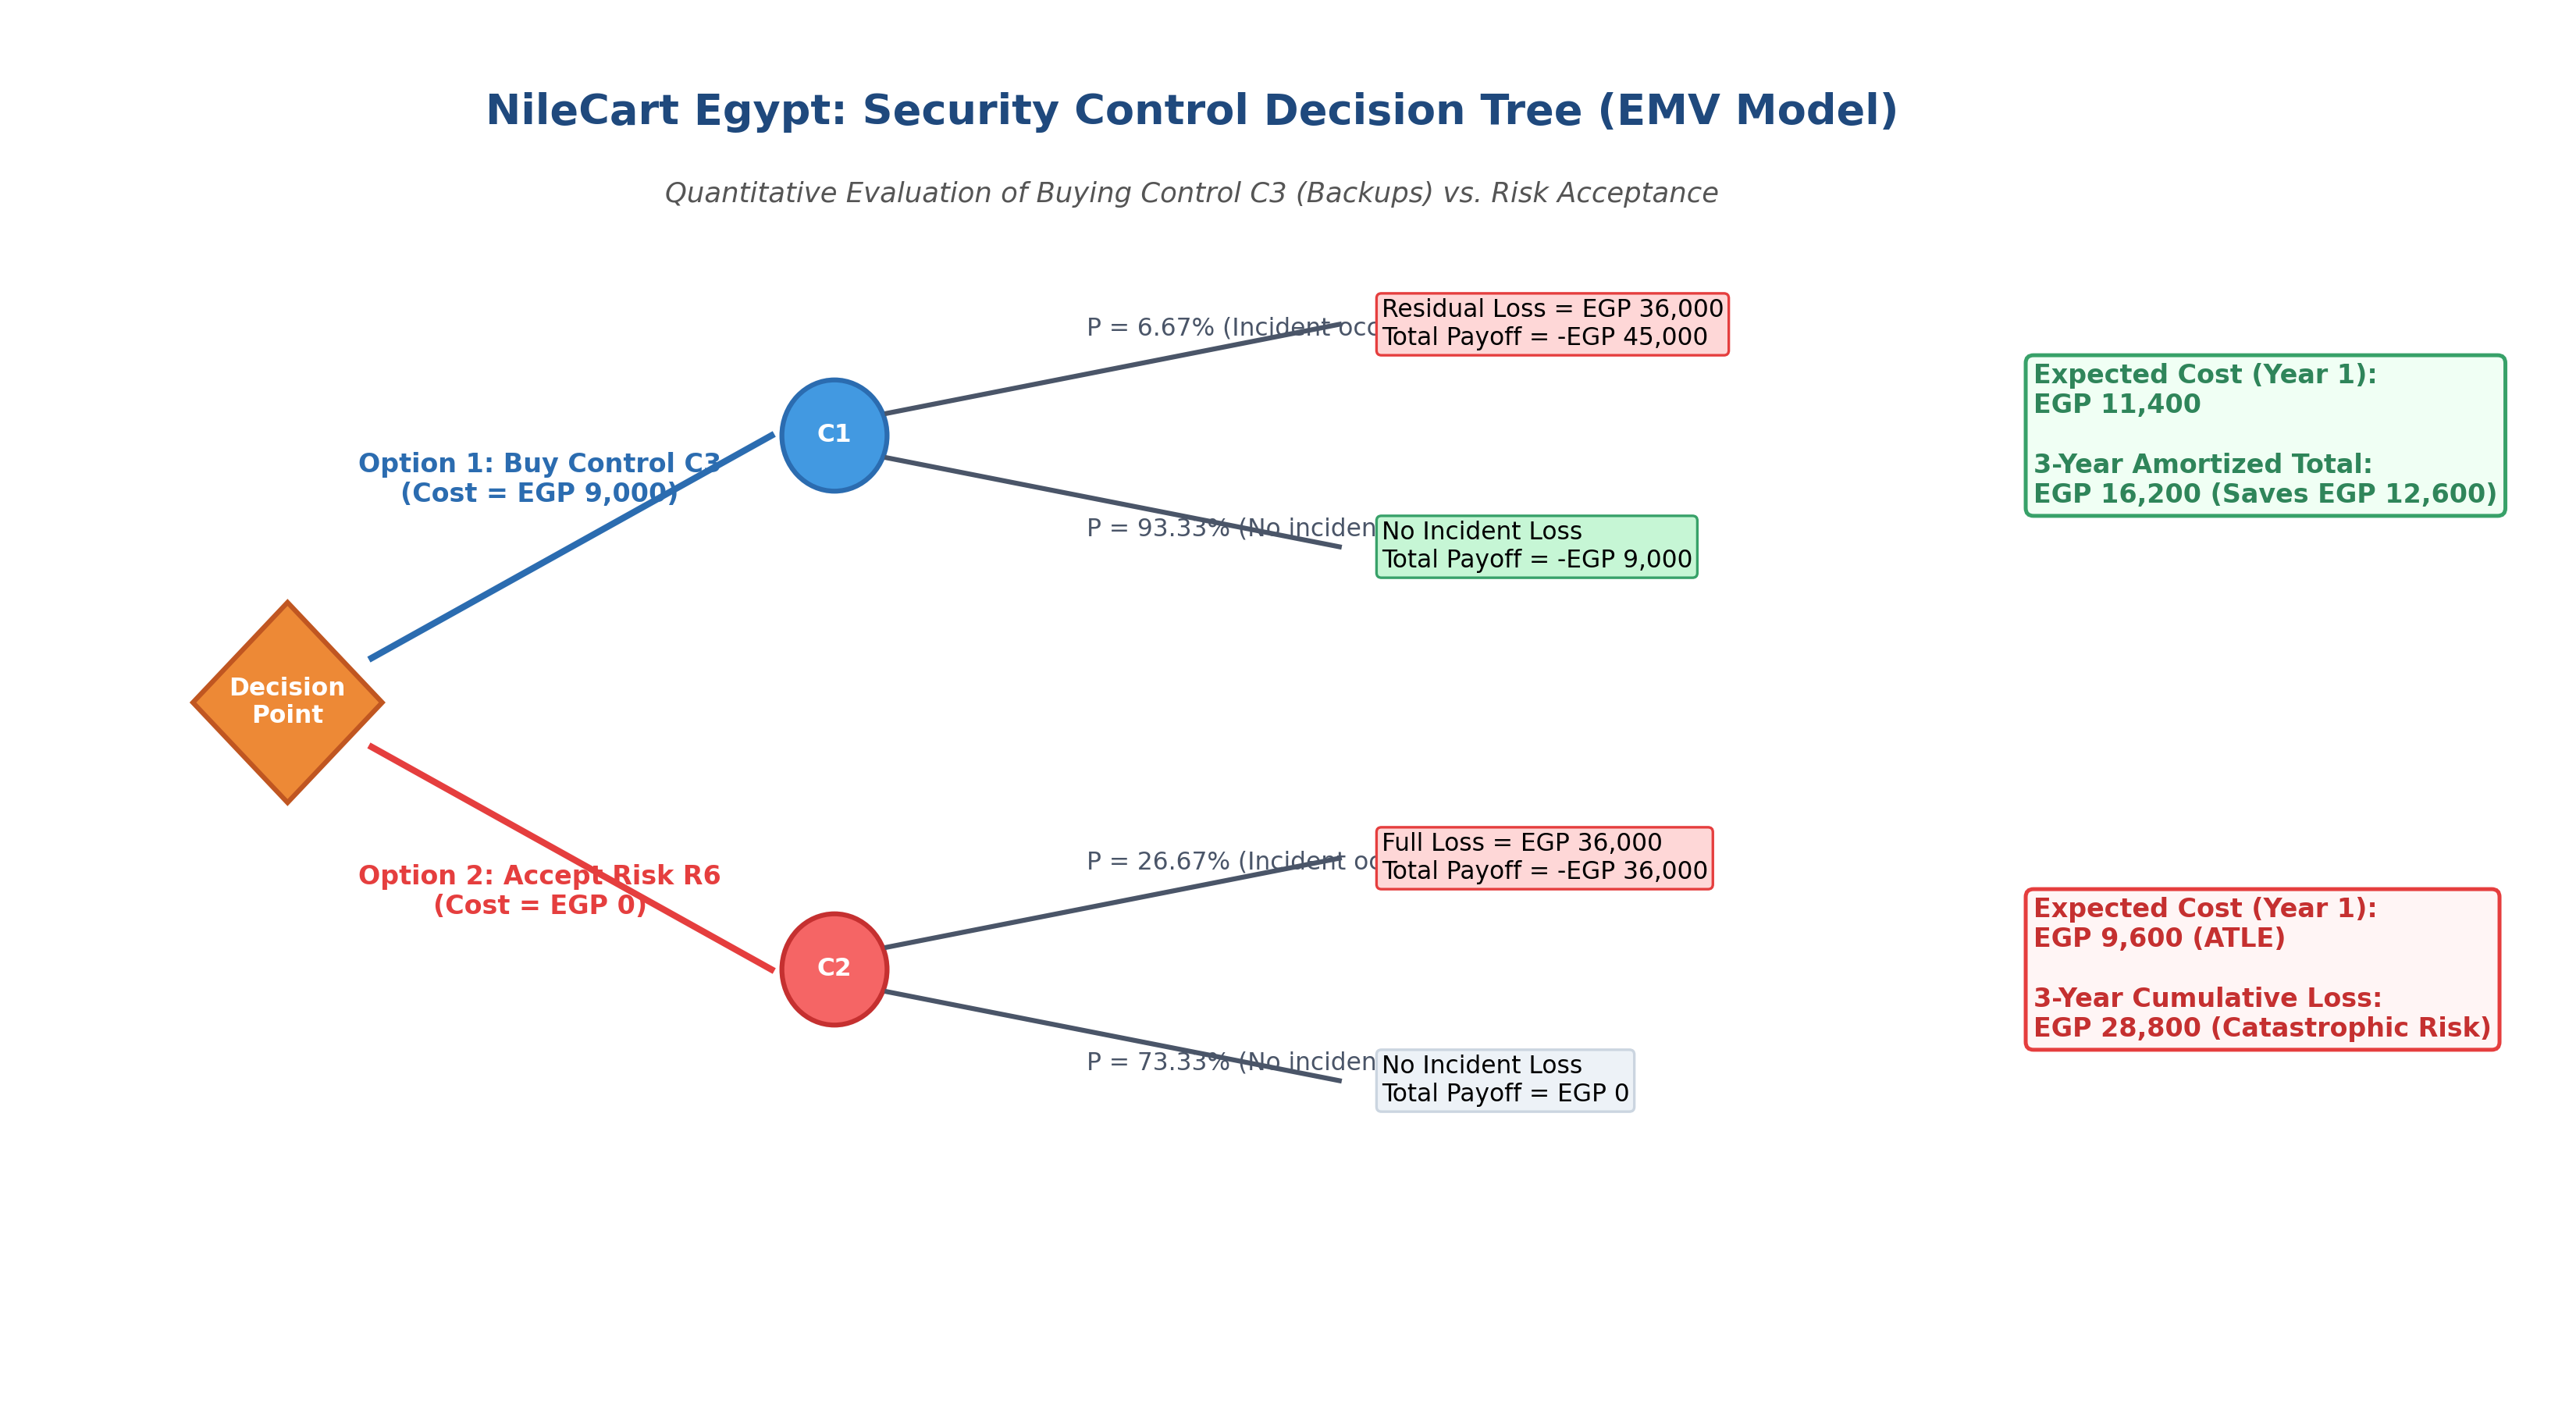 NileCart Egypt: Security Control Decision Tree (EMV Model)
Quantitative Evaluation of Buying Control C3 (Backups) vs. Risk Acceptance
P = 6.67% (Incident
Residual Loss = EGP 36,000
Total Payoff = -EGP 45,000
Expected Cost (Year 1):
EGP 11,400
3-Year Amortized Total:
EGP 16,200 (Saves EGP 12,600)
C1
Option 1: Buy Control C3
(Cost = EGP 9,000)
P = 93.33% (No
No Incident Loss
Total Payoff = -EGP 9,000
Decision
Point
Option 2: Accept Risk R6
(Cost = EGP 0)
P = 26.67% (Incident
Full Loss = EGP 36,000
Total Payoff = -EGP 36,000
Expected Cost (Year 1):
EGP 9,600 (ATLE)
3-Year Cumulative Loss:
EGP 28,800 (Catastrophic Risk)
C2
P = 73.33% (No
No Incident Loss
Total Payoff = EGP 0